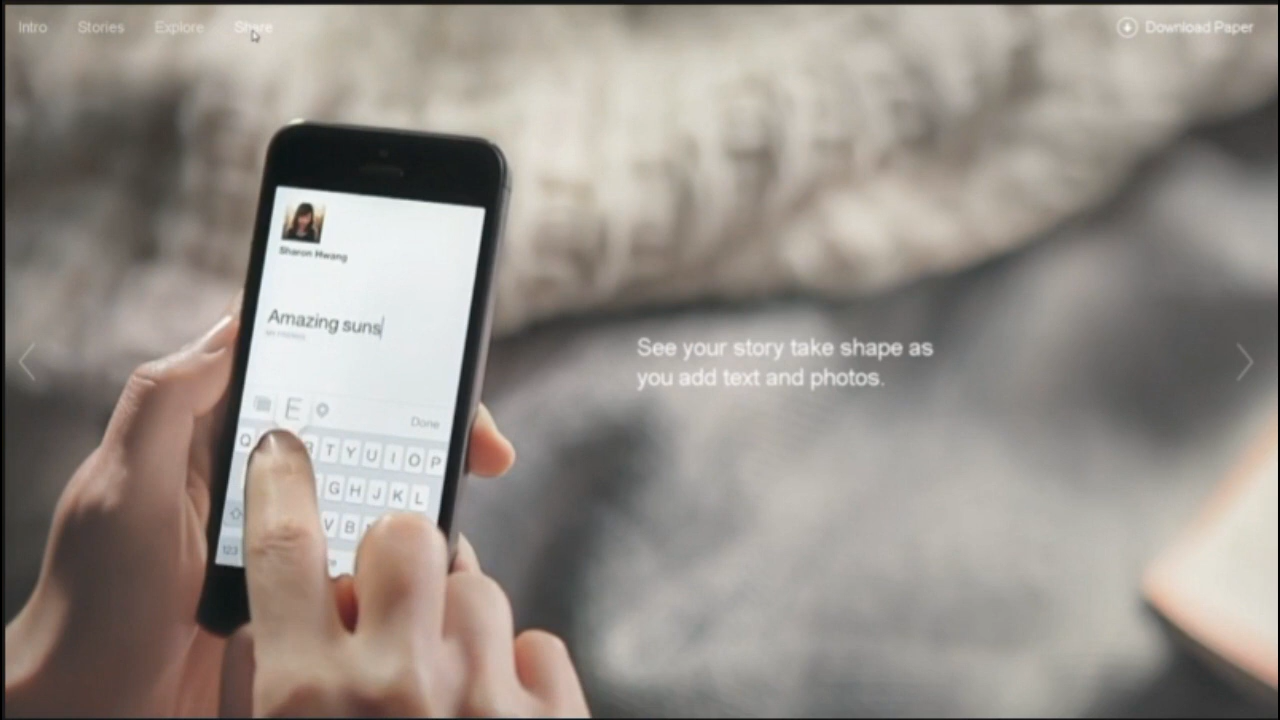 Intro Stories Explore Share
Download Paper
Sharon Hwang
Amazing suns
See your story take shape as
you add text and photos.
E
Done
Q R T Y U I O P
G H J K L
V B
123